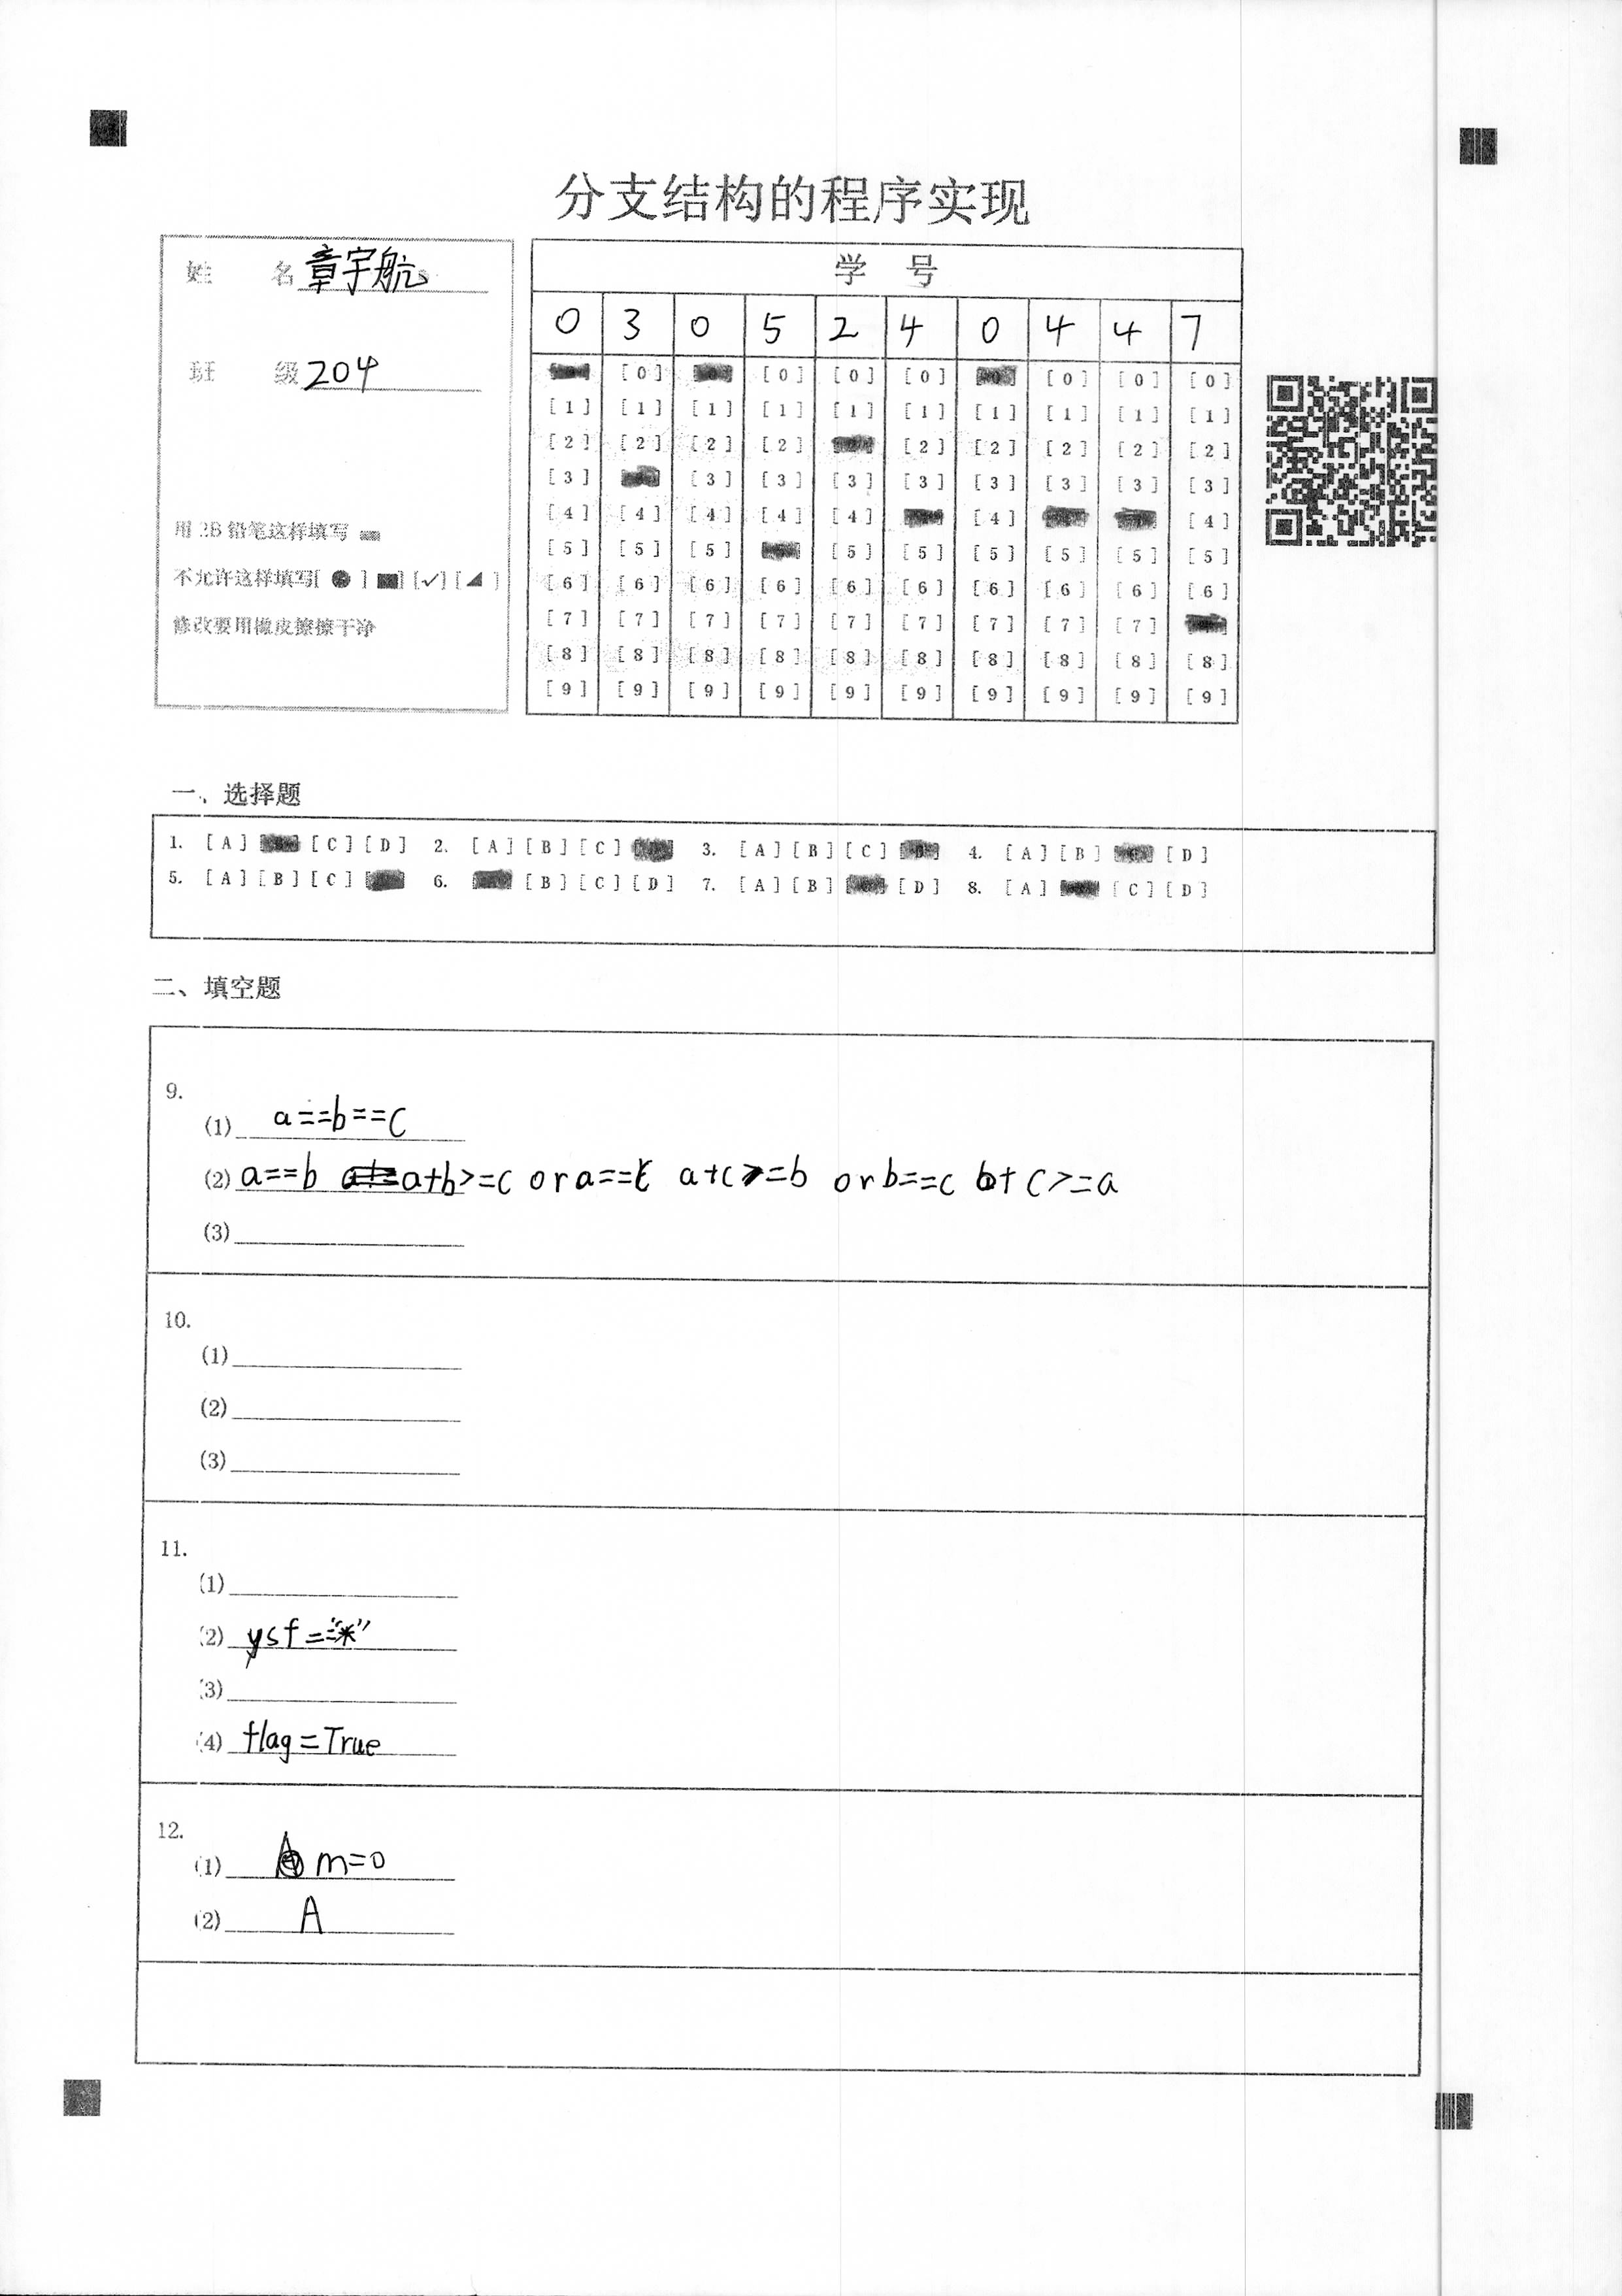 分支结构的程序实现
姓 名 章宇航
班 级 204
用 2B 铅笔这样填写
不允许这样填写[ ● ] [■] [✓] [◢ ]
修改要用橡皮擦擦干净
学 号
0 3 0 5 2 4 0 4 4 7
[0] [0] [0] [0] [0] [0] [0]
[1] [1] [1] [1] [1] [1] [1] [1] [1] [1]
[2] [2] [2] [2] [2] [2] [2] [2] [2]
[3] [3] [3] [3] [3] [3] [3] [3] [3]
[4] [4] [4] [4] [4] [4] [4]
[5] [5] [5] [5] [5] [5] [5] [5] [5]
[6] [6] [6] [6] [6] [6] [6] [6] [6] [6]
[7] [7] [7] [7] [7] [7] [7] [7] [7]
[8] [8] [8] [8] [8] [8] [8] [8] [8] [8]
[9] [9] [9] [9] [9] [9] [9] [9] [9] [9]
一、选择题
1. [A] [C] [D] 2. [A] [B] [C] 3. [A] [B] [C] 4. [A] [B] [D]
5. [A] [B] [C] 6. [B] [C] [D] 7. [A] [B] [D] 8. [A] [C] [D]
二、填空题
9.
(1) a==b==c
(2) a==b a+b>=c or a==c a+c>=b or b==c b+c>=a
(3)
10.
(1)
(2)
(3)
11.
(1)
(2) ysf=="*"
(3)
(4) flag=True
12.
(1) m=0
(2) A